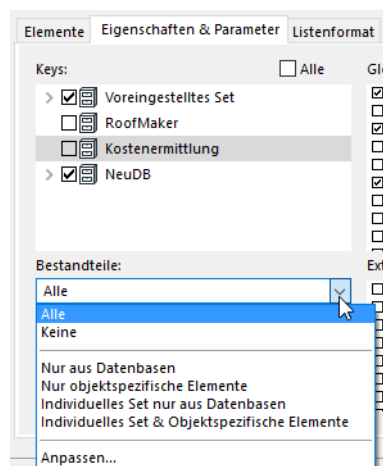 Elemente Eigenschaften & Parameter Listenformat
Keys: Alle
Voreingestelltes Set
RoofMaker
Kostenermittlung
NeuDB
Bestandteile:
Alle
Alle
Keine
Nur aus Datenbasen
Nur objektspezifische Elemente
Individuelles Set nur aus Datenbasen
Individuelles Set & Objektspezifische Elemente
Anpassen...